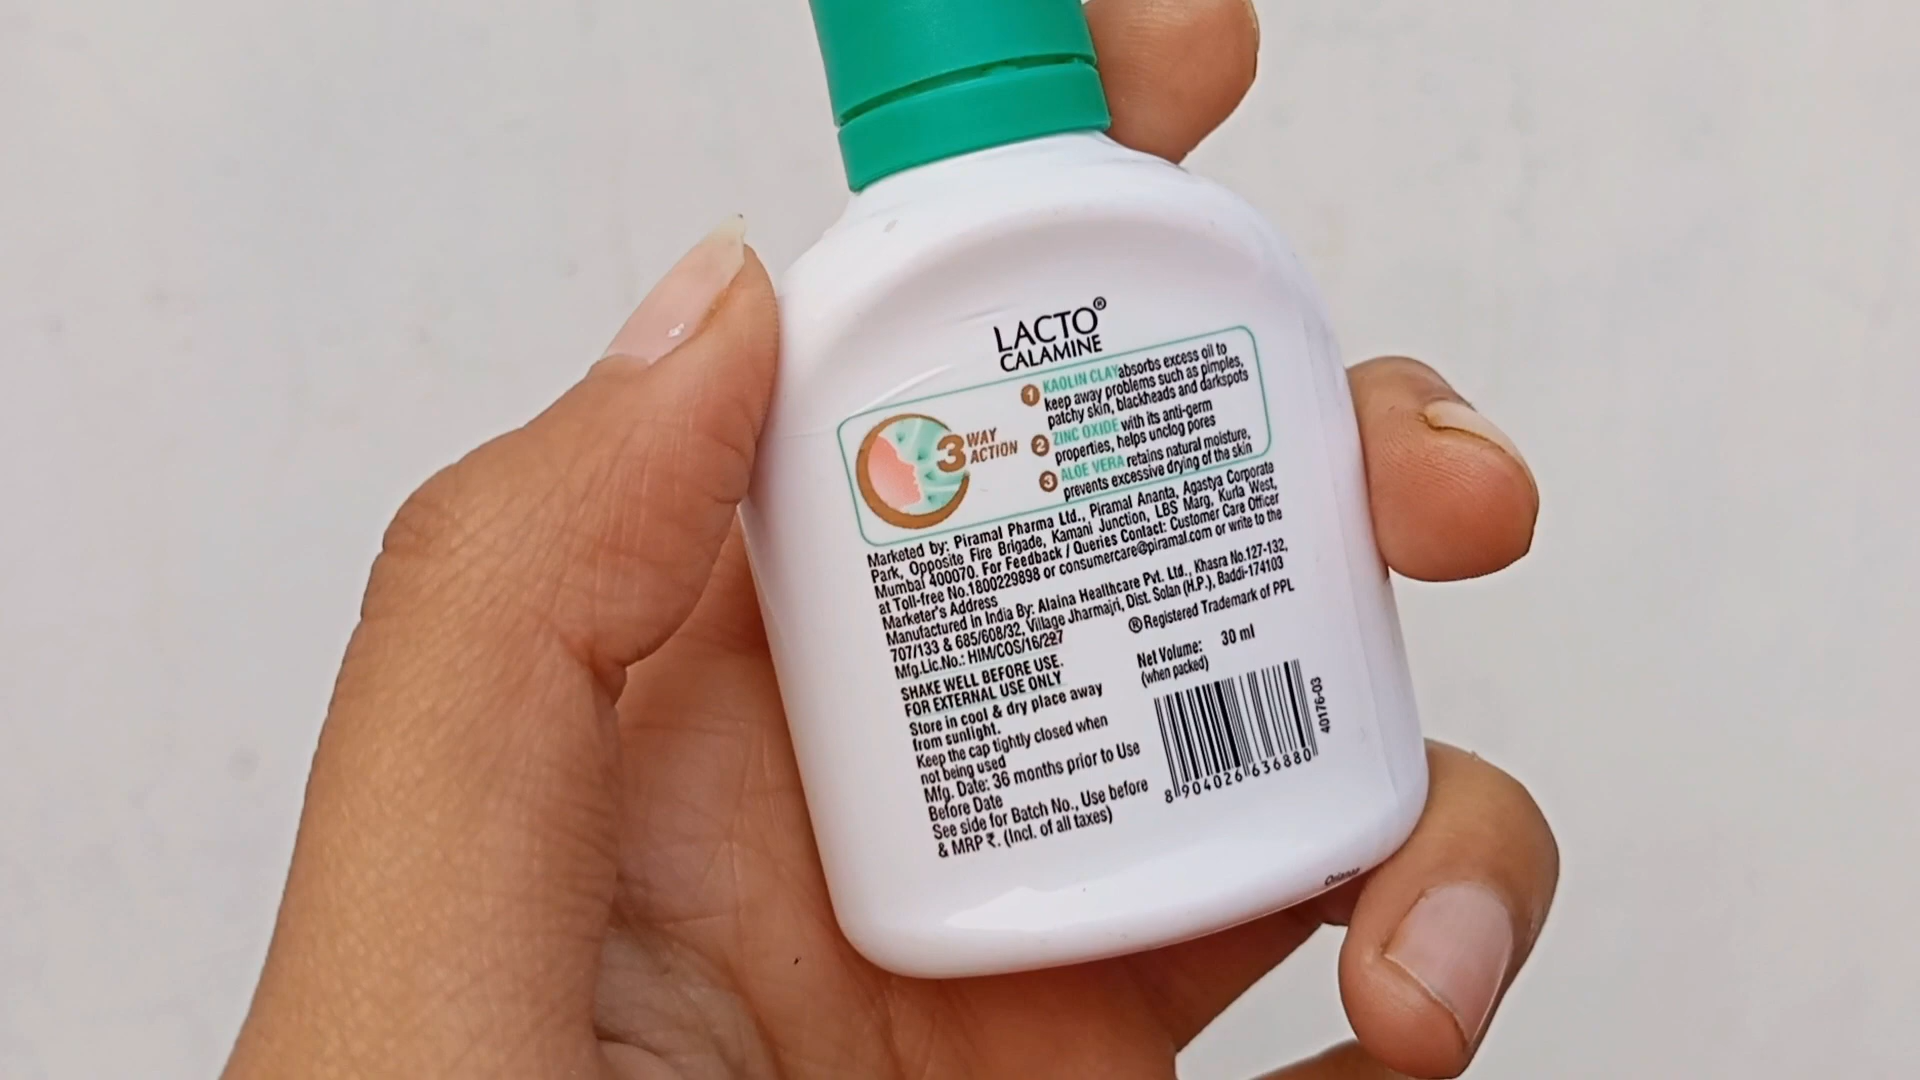 LACTO®
CALAMINE
3 WAY ACTION
1 KAOLIN CLAY absorbs excess oil to
keep away problems such as pimples,
patchy skin, blackheads and darkspots
2 ZINC OXIDE with its anti-germ
properties, helps unclog pores
3 ALOE VERA retains natural moisture,
prevents excessive drying of the skin
Marketed by: Piramal Pharma Ltd., Piramal Ananta, Agastya Corporate
Park, Opposite Fire Brigade, Kamani Junction, LBS Marg, Kurla West,
Mumbai 400070. For Feedback / Queries Contact: Customer Care Officer
at Toll-free No.1800229898 or consumercare@piramal.com or write to the
Marketer's Address
Manufactured in India By: Alaina Healthcare Pvt. Ltd., Khasra No.127-132,
707/133 & 685/608/32, Village Jharmajri, Dist. Solan (H.P.), Baddi-174103
Mfg.Lic.No.: HIM/COS/16/227
® Registered Trademark of PPL
SHAKE WELL BEFORE USE.
FOR EXTERNAL USE ONLY
Store in cool & dry place away
from sunlight.
Keep the cap tightly closed when
not being used
Mfg. Date: 36 months prior to Use
Before Date
See side for Batch No., Use before
& MRP ₹. (Incl. of all taxes)
Net Volume: 30 ml
(when packed)
8 904026 636880
40176-03